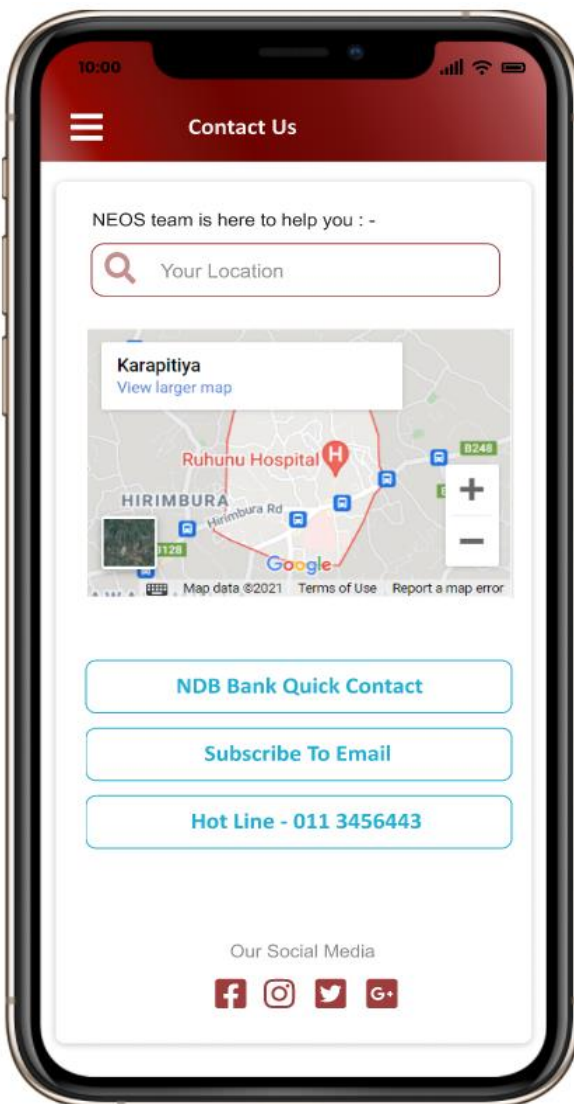 10:00
Contact Us
NEOS team is here to help you : -
Your Location
Karapitiya
View larger map
Ruhunu Hospital
H
B248
HIRIMBURA
Hirimbura Rd
B128
Google
Map data ©2021 Terms of Use Report a map error
NDB Bank Quick Contact
Subscribe To Email
Hot Line - 011 3456443
Our Social Media